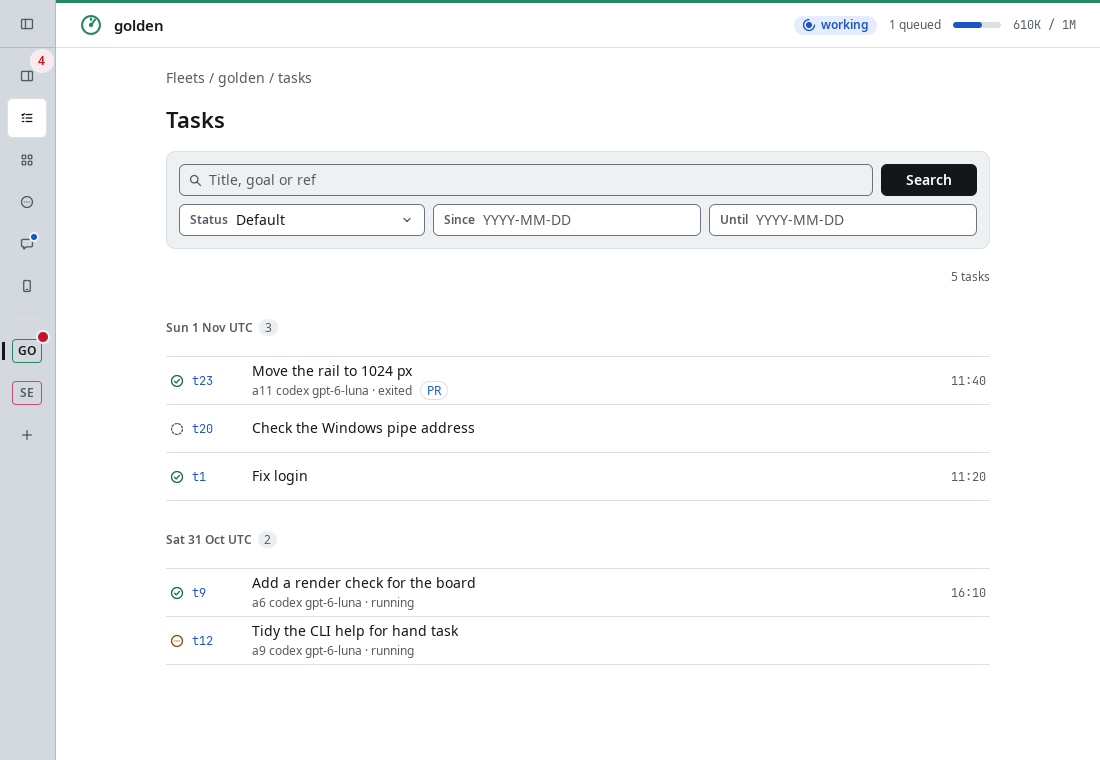 golden
working
1 queued
610K / 1M
4
GO
SE
Fleets / golden / tasks
Tasks
Title, goal or ref
Search
Status Default
Since YYYY-MM-DD
Until YYYY-MM-DD
5 tasks
Sun 1 Nov UTC 3
t23 Move the rail to 1024 px 11:40
a11 codex gpt-6-luna · exited PR
t20 Check the Windows pipe address
t1 Fix login 11:20
Sat 31 Oct UTC 2
t9 Add a render check for the board 16:10
a6 codex gpt-6-luna · running
t12 Tidy the CLI help for hand task
a9 codex gpt-6-luna · running